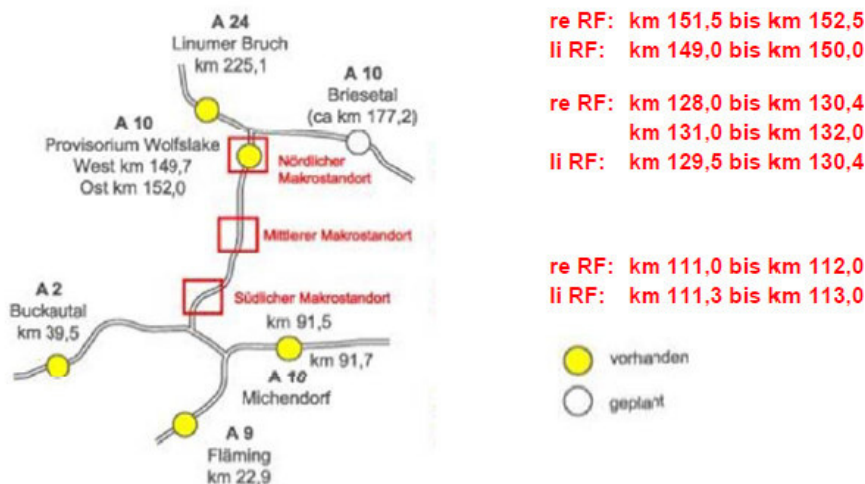 A 24
Linumer Bruch
km 225,1
A 10
Briesetal
(ca km 177,2)
A 10
Provisorium Wolfslake
West km 149,7
Ost km 152,0
Nördlicher
Makrostandort
Mittlerer Makrostandort
Südlicher Makrostandort
A 2
Buckautal
km 39,5
km 91,5
km 91,7
A 10
Michendorf
A 9
Fläming
km 22,9
re RF: km 151,5 bis km 152,5
li RF: km 149,0 bis km 150,0
re RF: km 128,0 bis km 130,4
km 131,0 bis km 132,0
li RF: km 129,5 bis km 130,4
re RF: km 111,0 bis km 112,0
li RF: km 111,3 bis km 113,0
vorhanden
geplant